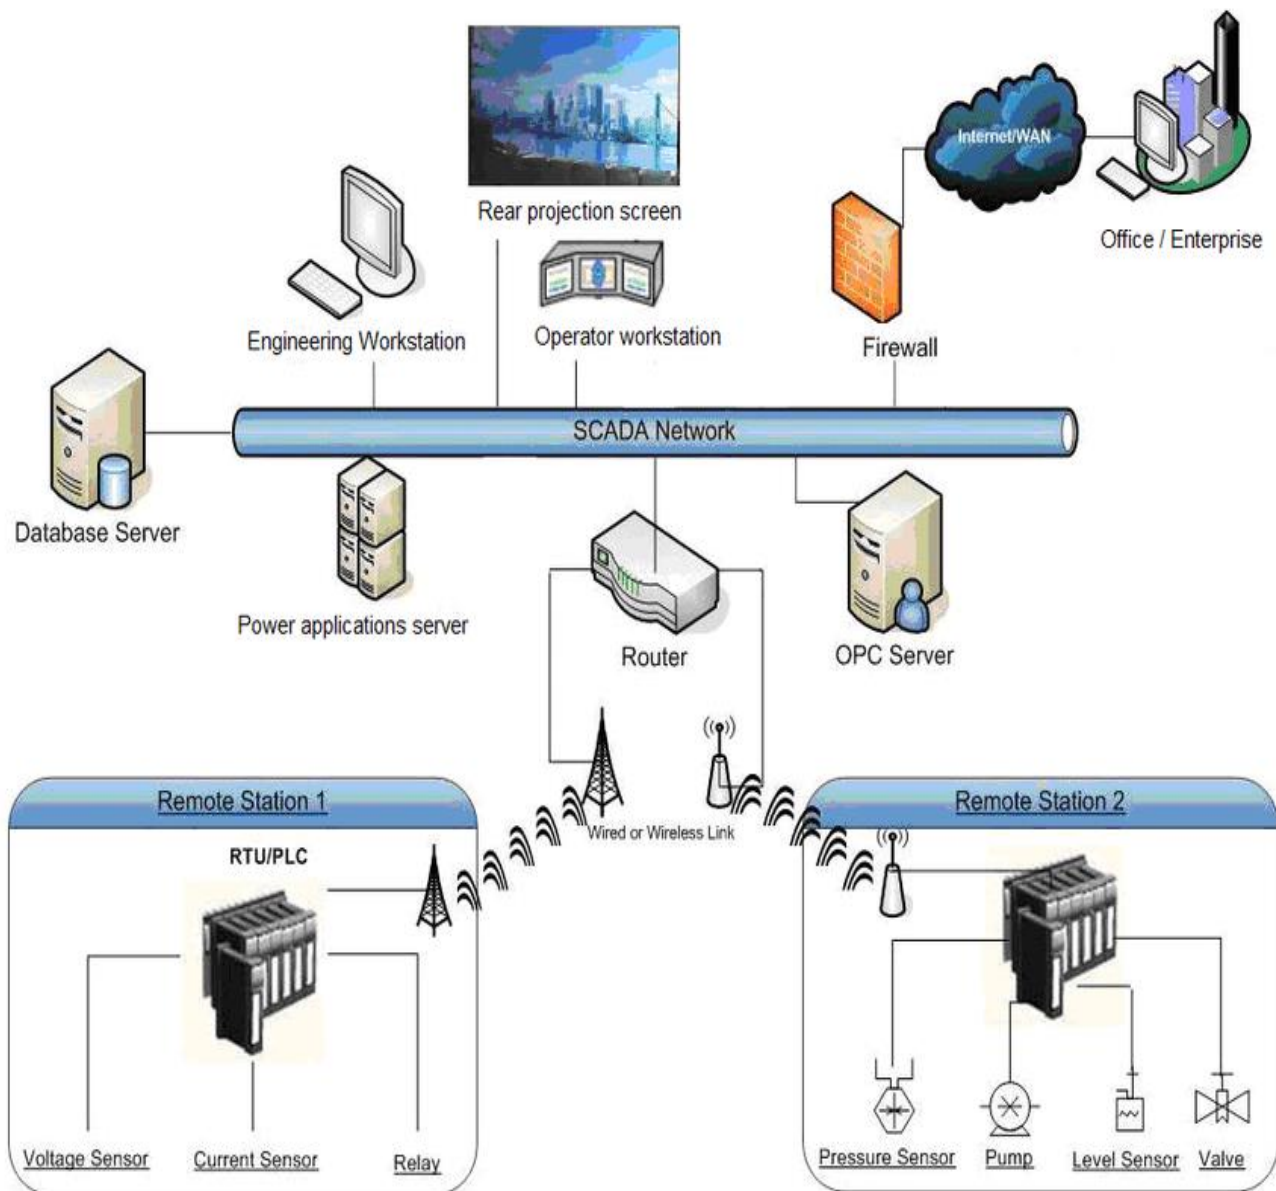 Internet/WAN
Rear projection screen
Office / Enterprise
Engineering Workstation
Operator workstation
Firewall
SCADA Network
Database Server
Power applications server
Router
OPC Server
Remote Station 1
Remote Station 2
Wired or Wireless Link
RTU/PLC
Voltage Sensor
Current Sensor
Relay
Pressure Sensor
Pump
Level Sensor
Valve